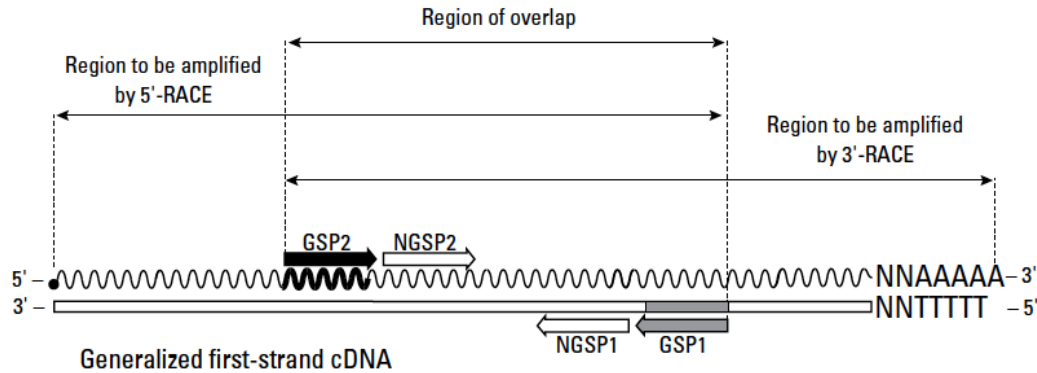 Region of overlap
Region to be amplified
by 5'-RACE
Region to be amplified
by 3'-RACE
GSP2 NGSP2
5' – NNAAAAA – 3'
3' – NNTTTTT – 5'
NGSP1 GSP1
Generalized first-strand cDNA